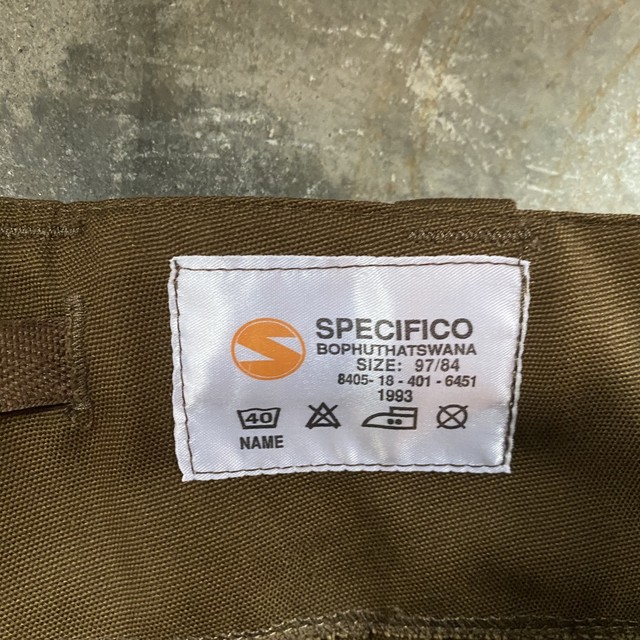 SPECIFICO
BOPHUTHATSWANA
SIZE: 97/84
8405- 18 - 401 - 6451
1993
40
NAME